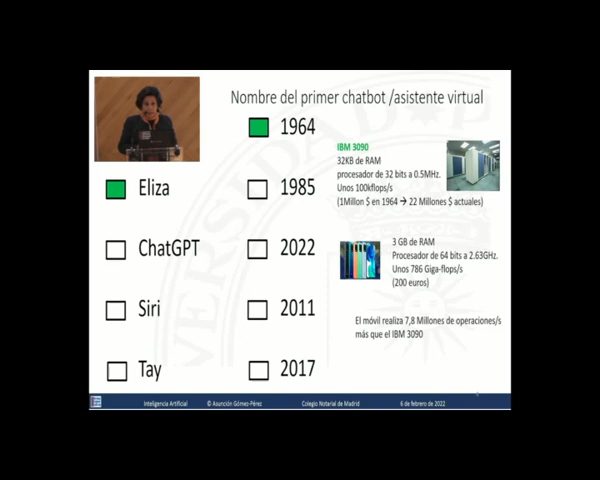 Nombre del primer chatbot /asistente virtual
1964
IBM 3090
32KB de RAM
procesador de 32 bits a 0.5MHz.
Unos 100kflops/s
(1Millon $ en 1964 → 22 Millones $ actuales)
Eliza
1985
ChatGPT
2022
3 GB de RAM
Procesador de 64 bits a 2.63GHz.
Unos 786 Giga-flops/s
(200 euros)
Siri
2011
El móvil realiza 7,8 Millones de operaciones/s
más que el IBM 3090
Tay
2017
Inteligencia Artificial © Asunción Gómez-Pérez Colegio Notarial de Madrid 6 de febrero de 2022